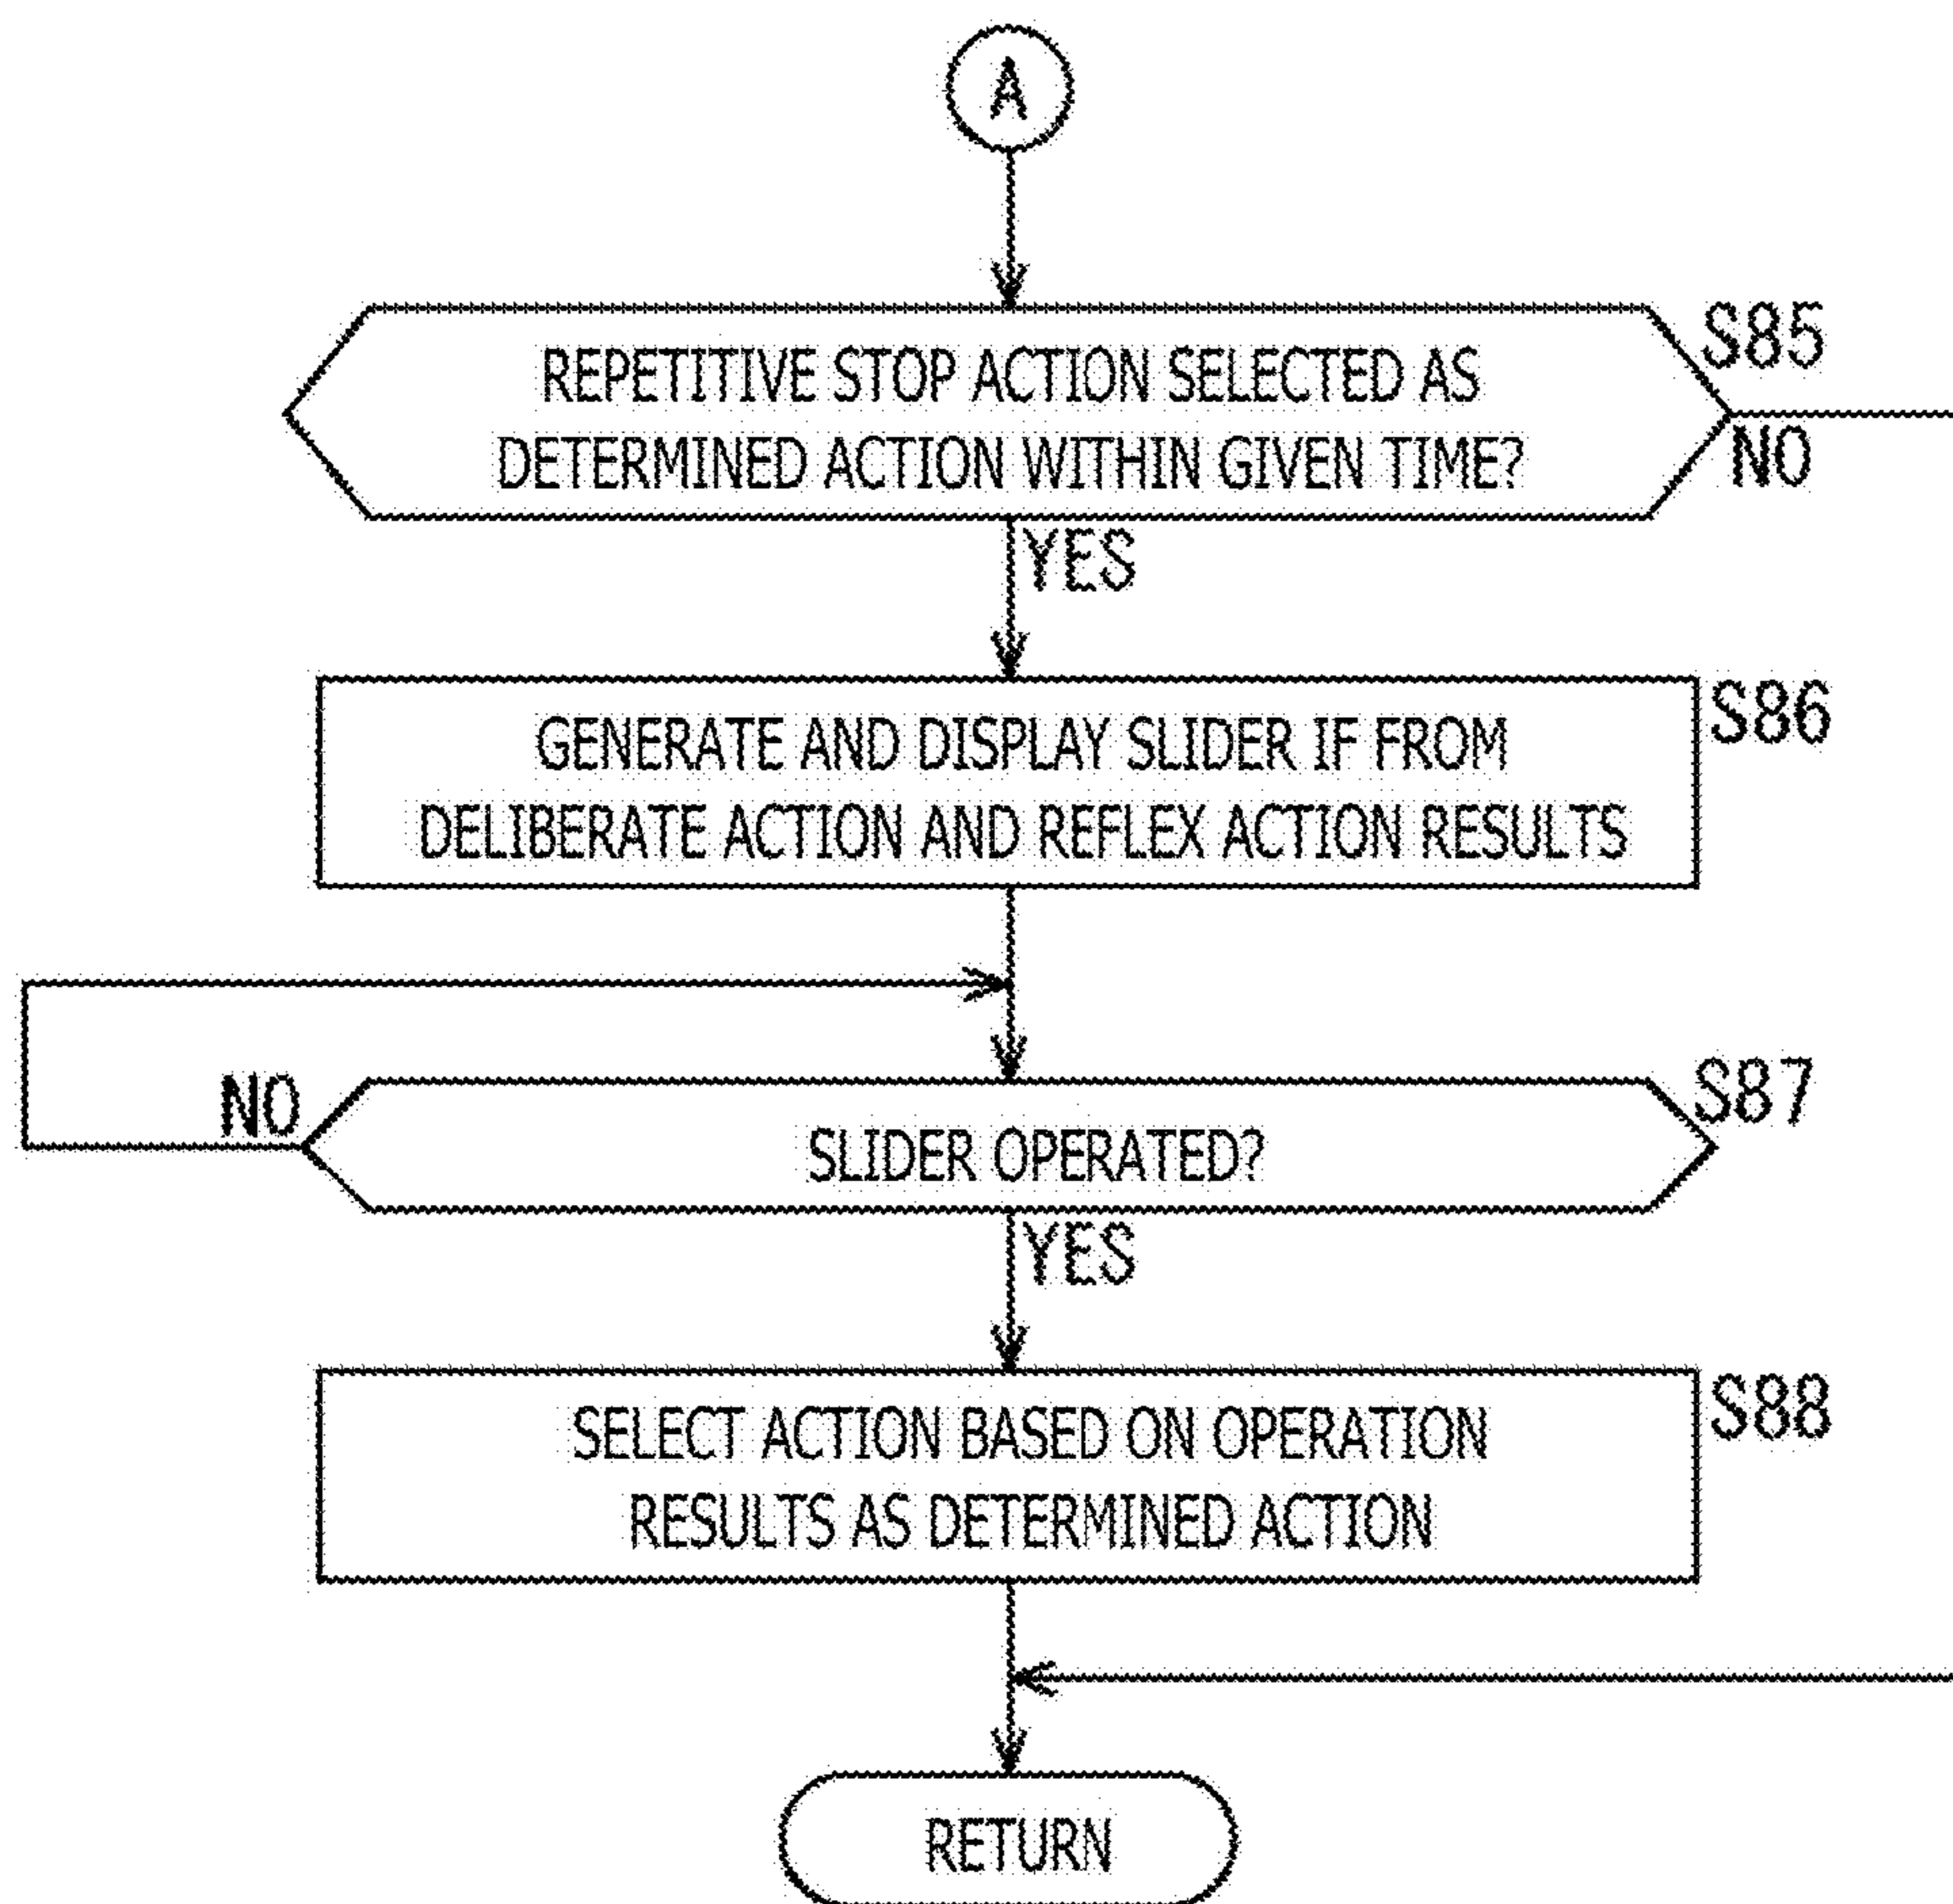 A
S85
REPETITIVE STOP ACTION SELECTED AS
DETERMINED ACTION WITHIN GIVEN TIME?
NO
YES
S86
GENERATE AND DISPLAY SLIDER IF FROM
DELIBERATE ACTION AND REFLEX ACTION RESULTS
NO
S87
SLIDER OPERATED?
YES
S88
SELECT ACTION BASED ON OPERATION
RESULTS AS DETERMINED ACTION
RETURN